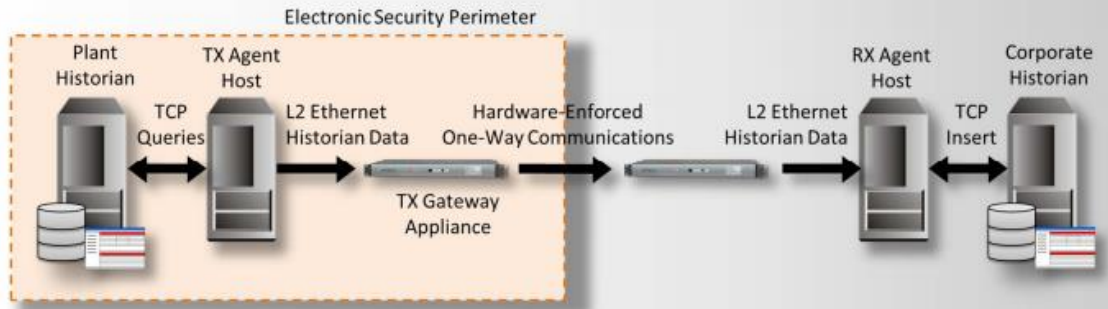 Electronic Security Perimeter
Plant
Historian
TX Agent
Host
TCP
Queries
L2 Ethernet
Historian Data
TX Gateway
Appliance
Hardware-Enforced
One-Way Communications
L2 Ethernet
Historian Data
RX Agent
Host
TCP
Insert
Corporate
Historian